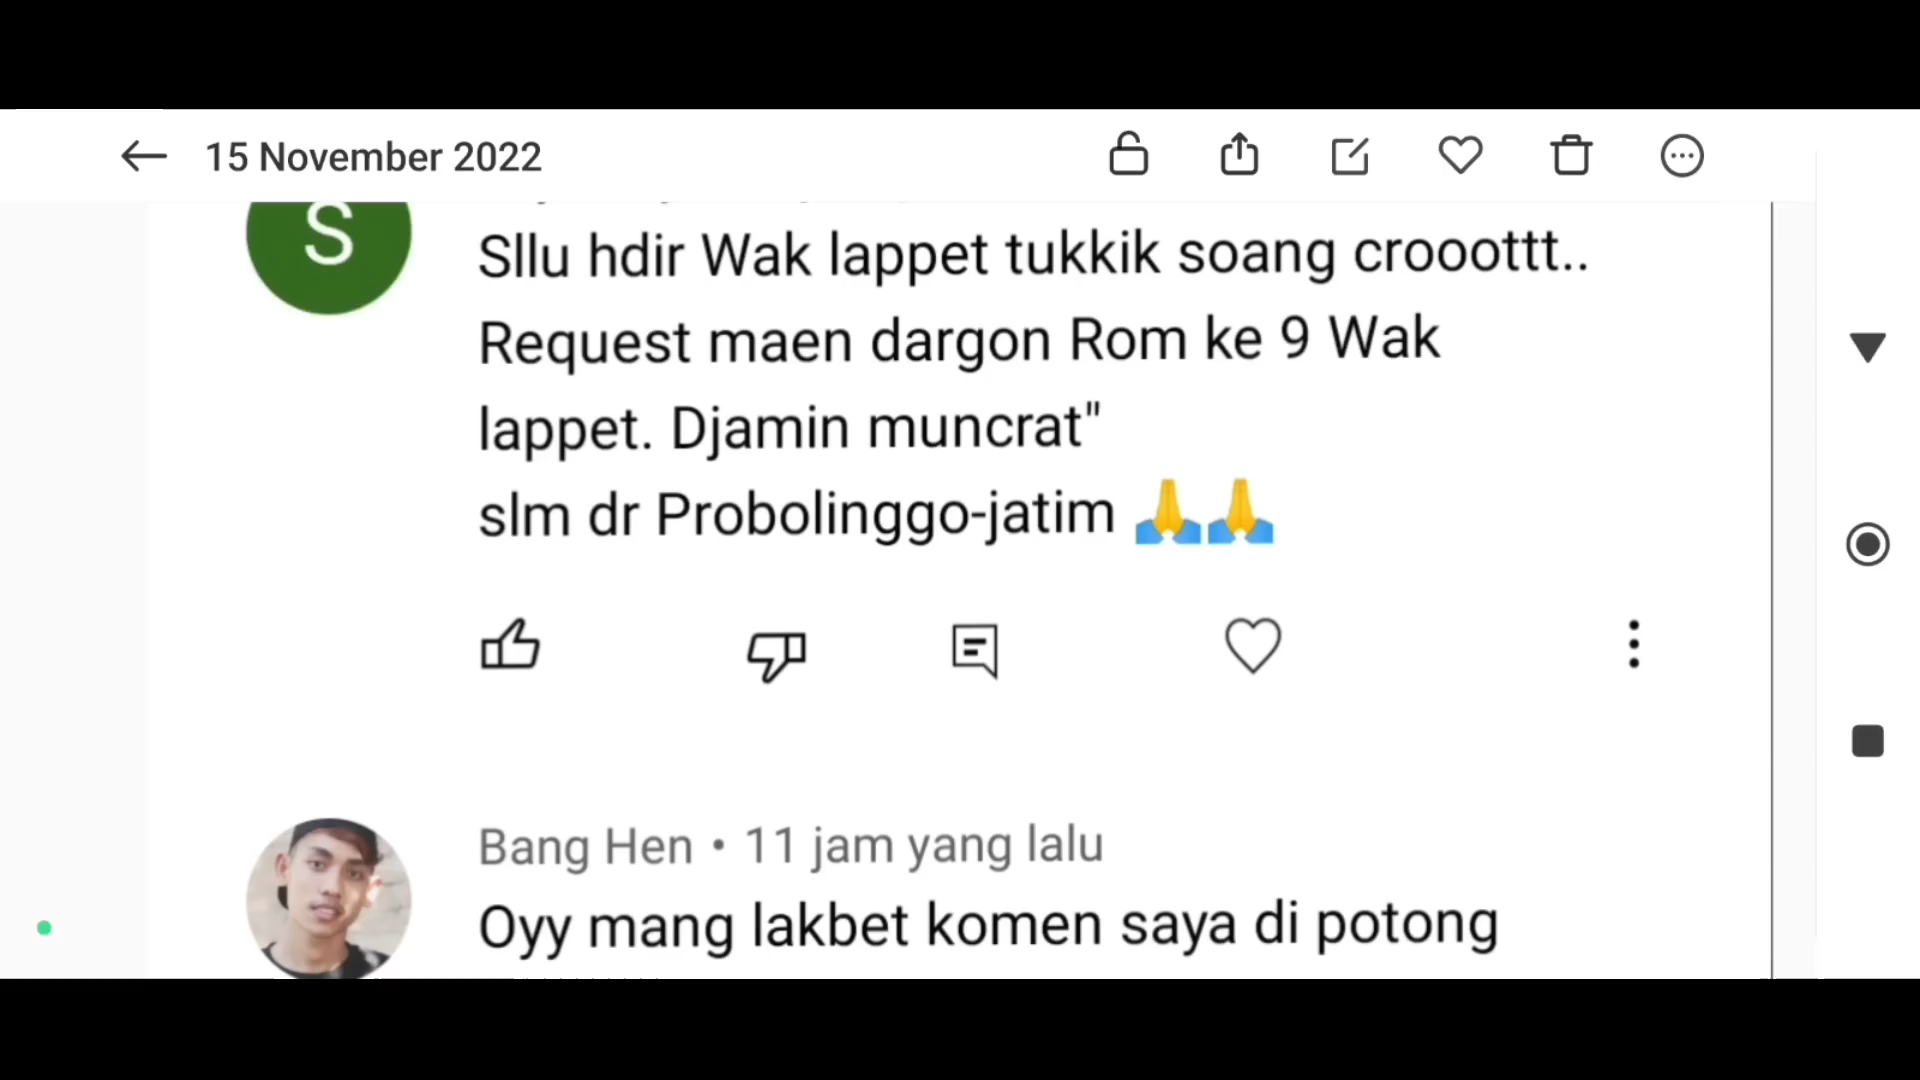 15 November 2022
S
Sllu hdir Wak lappet tukkik soang crooottt..
Request maen dargon Rom ke 9 Wak
lappet. Djamin muncrat"
slm dr Probolinggo-jatim 🙏🙏
Bang Hen • 11 jam yang lalu
Oyy mang lakbet komen saya di potong